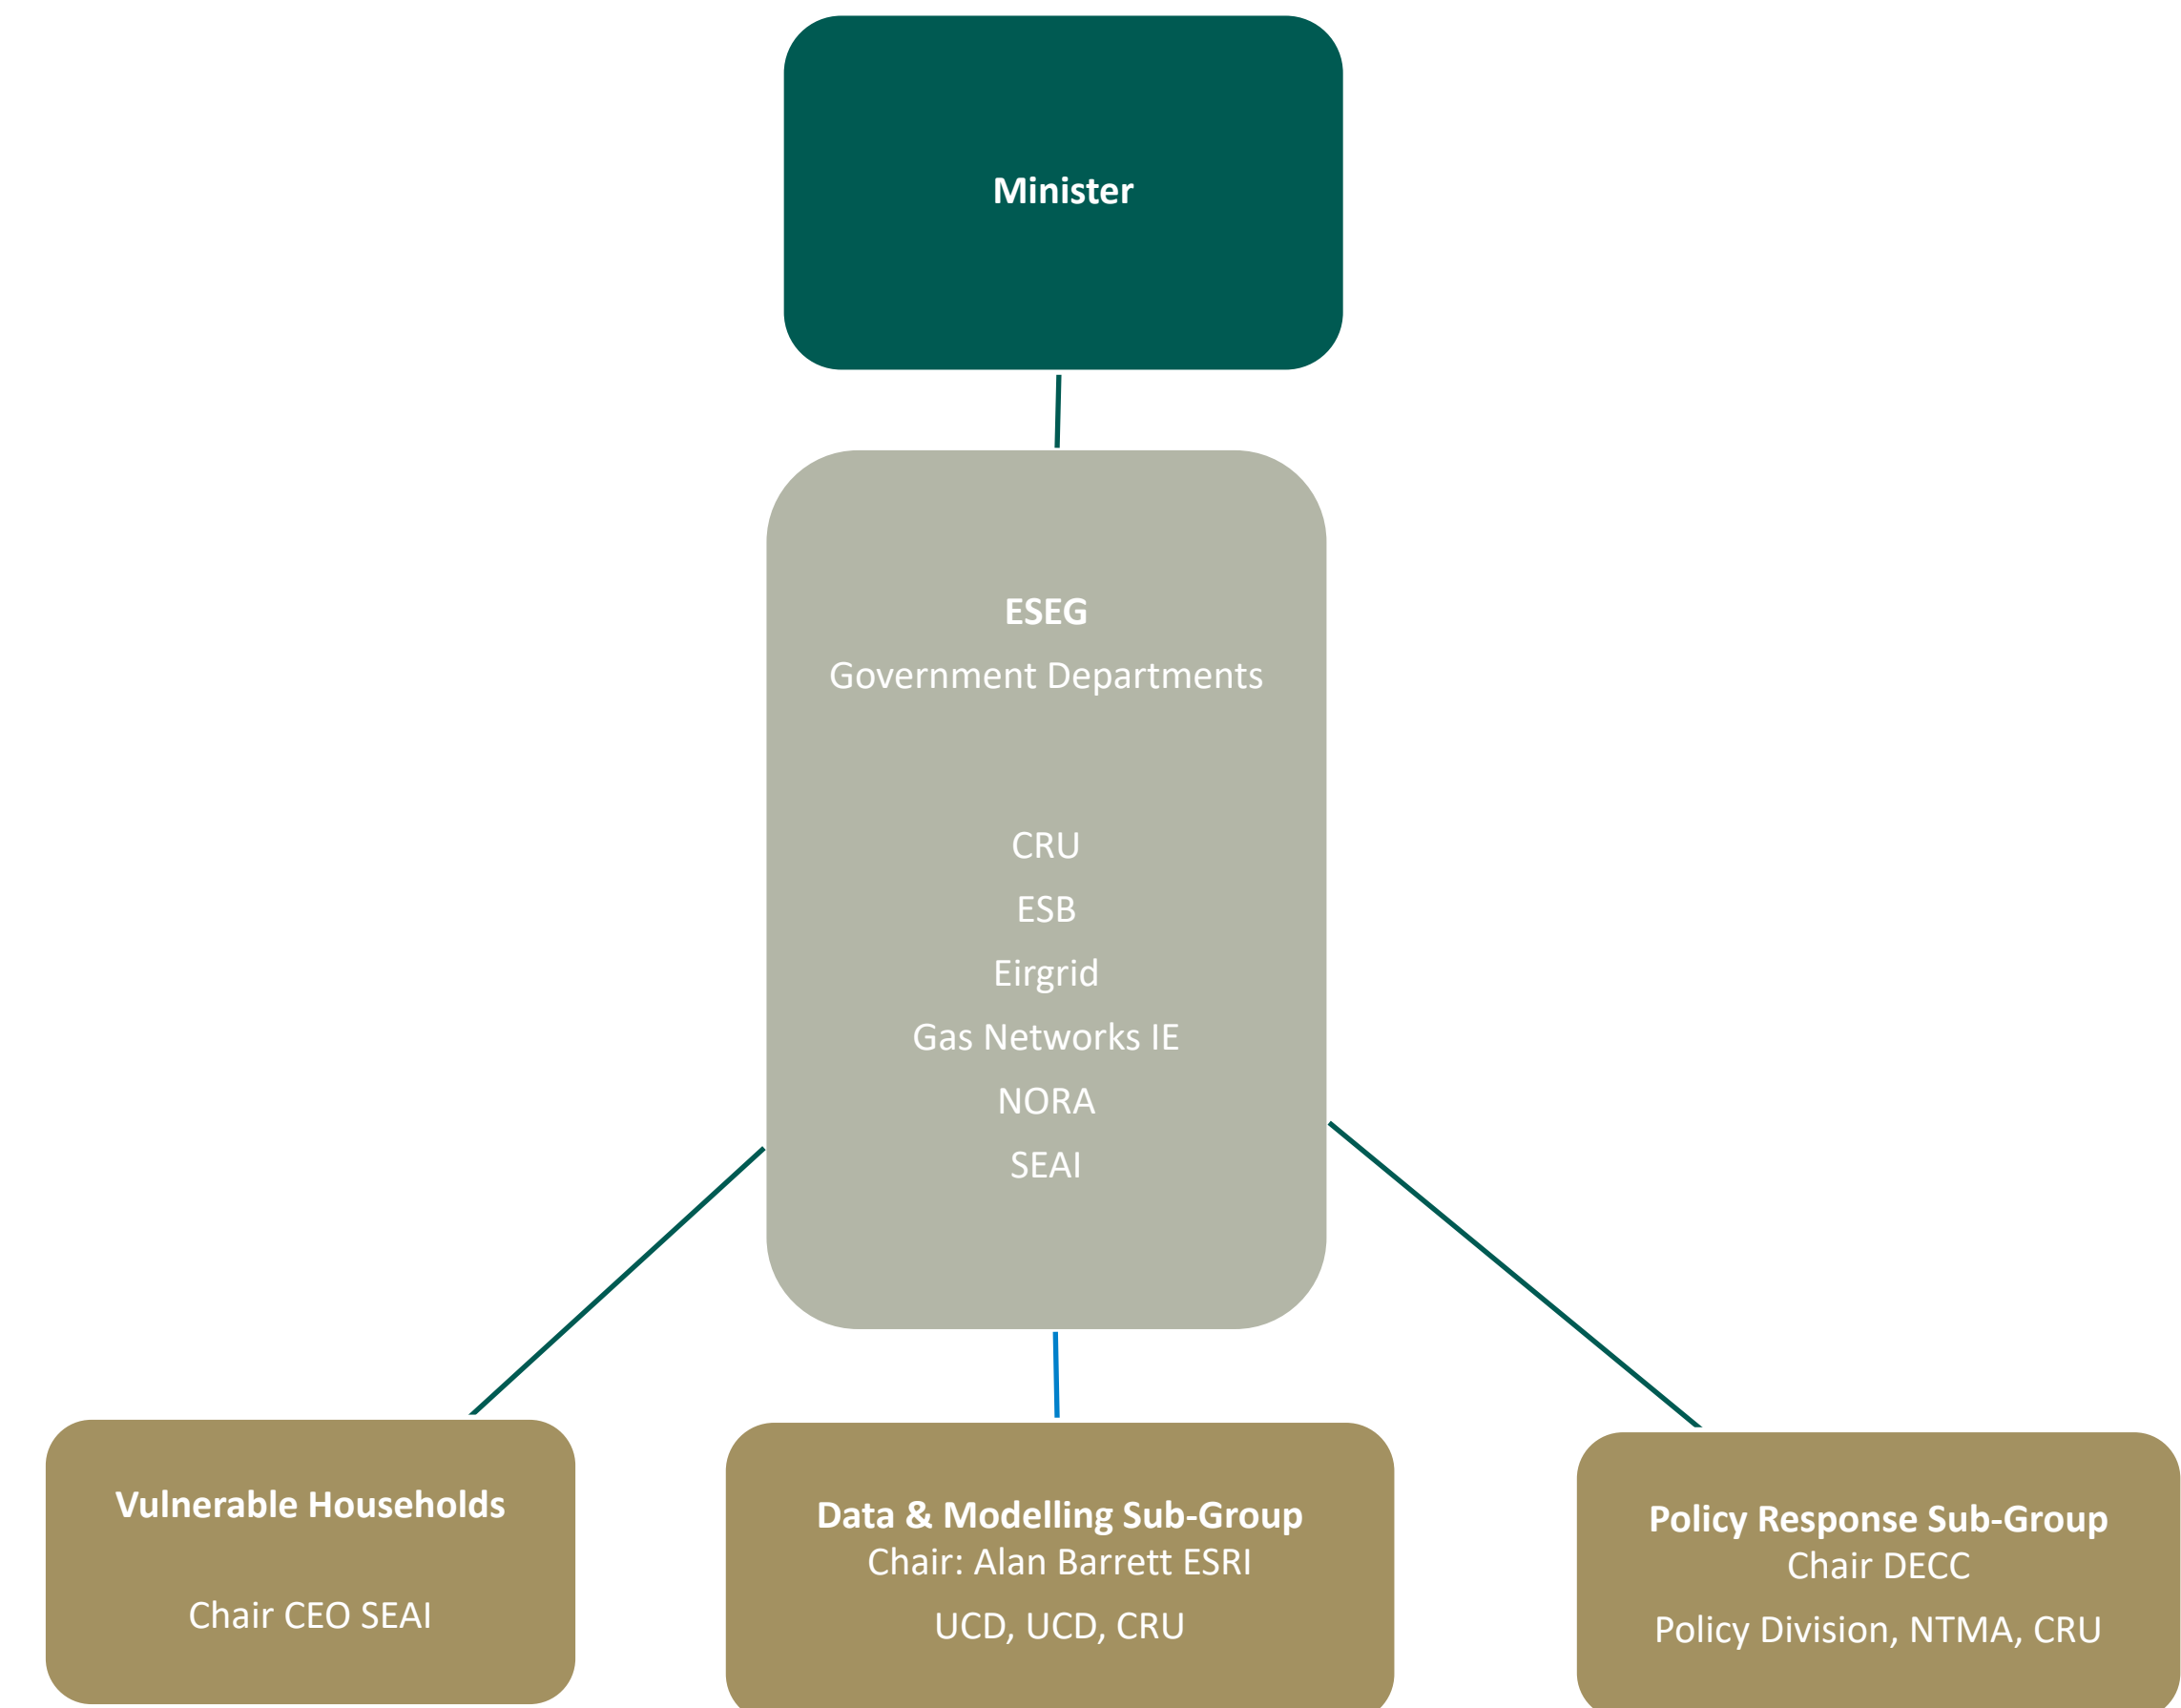 Minister
ESEG
Government Departments
CRU
ESB
Eirgrid
Gas Networks IE
NORA
SEAI
Vulnerable Households
Chair CEO SEAI
Data & Modelling Sub-Group
Chair: Alan Barrett ESRI
UCD, UCD, CRU
Policy Response Sub-Group
Chair DECC
Policy Division, NTMA, CRU